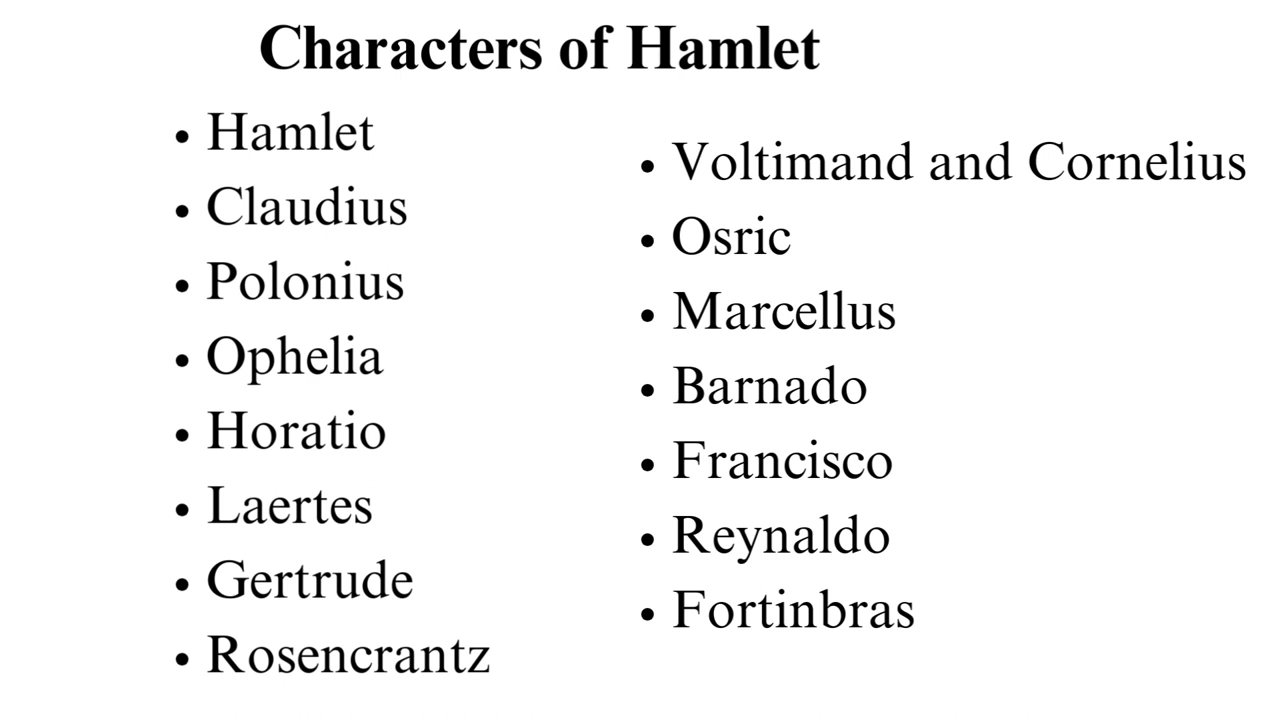 Characters of Hamlet
• Hamlet
• Claudius
• Polonius
• Ophelia
• Horatio
• Laertes
• Gertrude
• Rosencrantz
• Voltimand and Cornelius
• Osric
• Marcellus
• Barnado
• Francisco
• Reynaldo
• Fortinbras